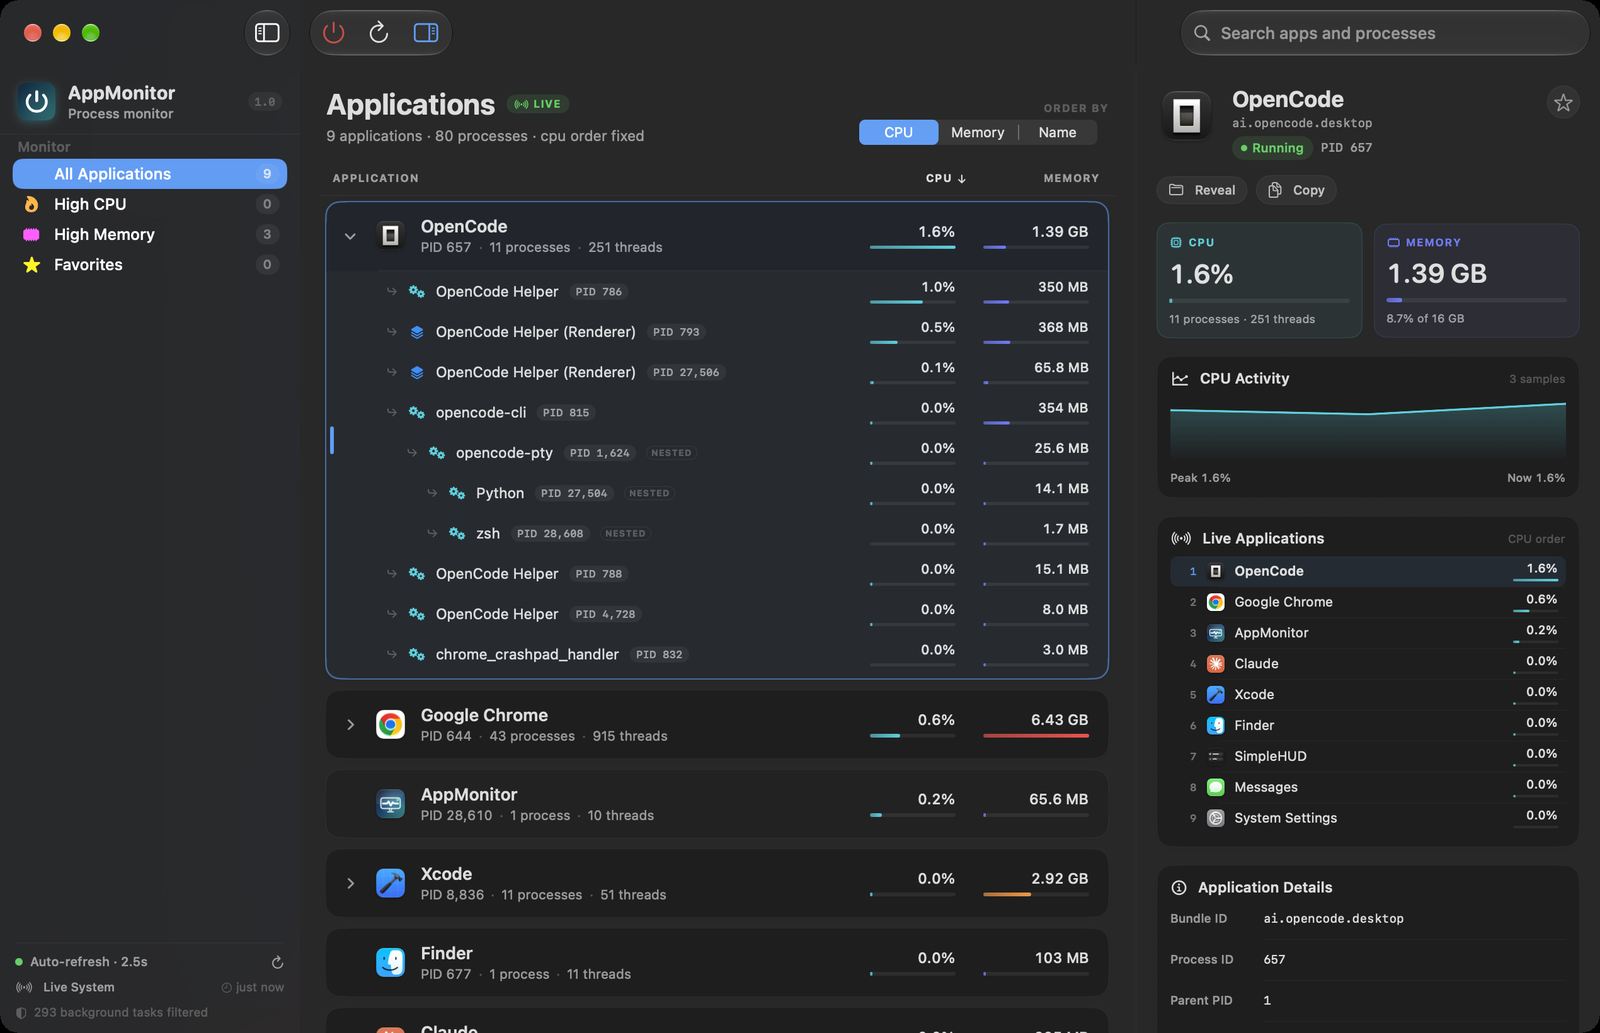 Search apps and processes
AppMonitor
Process monitor
1.0
Monitor
All Applications 9
High CPU 0
High Memory 3
Favorites 0
Auto-refresh · 2.5s
Live System just now
293 background tasks filtered
Applications LIVE
9 applications · 80 processes · cpu order fixed
ORDER BY
CPU Memory Name
APPLICATION CPU ↓ MEMORY
OpenCode 1.6% 1.39 GB
PID 657 · 11 processes · 251 threads
OpenCode Helper PID 786 1.0% 350 MB
OpenCode Helper (Renderer) PID 793 0.5% 368 MB
OpenCode Helper (Renderer) PID 27,506 0.1% 65.8 MB
opencode-cli PID 815 0.0% 354 MB
opencode-pty PID 1,624 NESTED 0.0% 25.6 MB
Python PID 27,504 NESTED 0.0% 14.1 MB
zsh PID 28,608 NESTED 0.0% 1.7 MB
OpenCode Helper PID 788 0.0% 15.1 MB
OpenCode Helper PID 4,728 0.0% 8.0 MB
chrome_crashpad_handler PID 832 0.0% 3.0 MB
Google Chrome 0.6% 6.43 GB
PID 644 · 43 processes · 915 threads
AppMonitor 0.2% 65.6 MB
PID 28,610 · 1 process · 10 threads
Xcode 0.0% 2.92 GB
PID 8,836 · 11 processes · 51 threads
Finder 0.0% 103 MB
PID 677 · 1 process · 11 threads
Claude
OpenCode
ai.opencode.desktop
Running PID 657
Reveal Copy
CPU
1.6%
11 processes · 251 threads
MEMORY
1.39 GB
8.7% of 16 GB
CPU Activity 3 samples
Peak 1.6% Now 1.6%
Live Applications CPU order
1 OpenCode 1.6%
2 Google Chrome 0.6%
3 AppMonitor 0.2%
4 Claude 0.0%
5 Xcode 0.0%
6 Finder 0.0%
7 SimpleHUD 0.0%
8 Messages 0.0%
9 System Settings 0.0%
Application Details
Bundle ID ai.opencode.desktop
Process ID 657
Parent PID 1